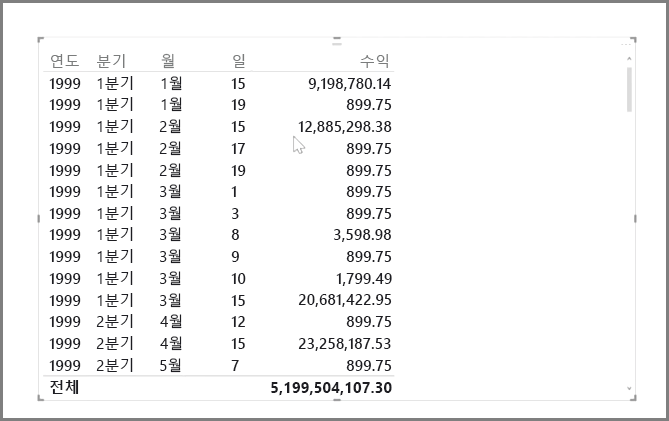 연도 분기 월 일 수익
1999 1분기 1월 15 9,198,780.14
1999 1분기 1월 19 899.75
1999 1분기 2월 15 12,885,298.38
1999 1분기 2월 17 899.75
1999 1분기 2월 19 899.75
1999 1분기 3월 1 899.75
1999 1분기 3월 3 899.75
1999 1분기 3월 8 3,598.98
1999 1분기 3월 9 899.75
1999 1분기 3월 10 1,799.49
1999 1분기 3월 15 20,681,422.95
1999 2분기 4월 12 899.75
1999 2분기 4월 15 23,258,187.53
1999 2분기 5월 7 899.75
전체 5,199,504,107.30